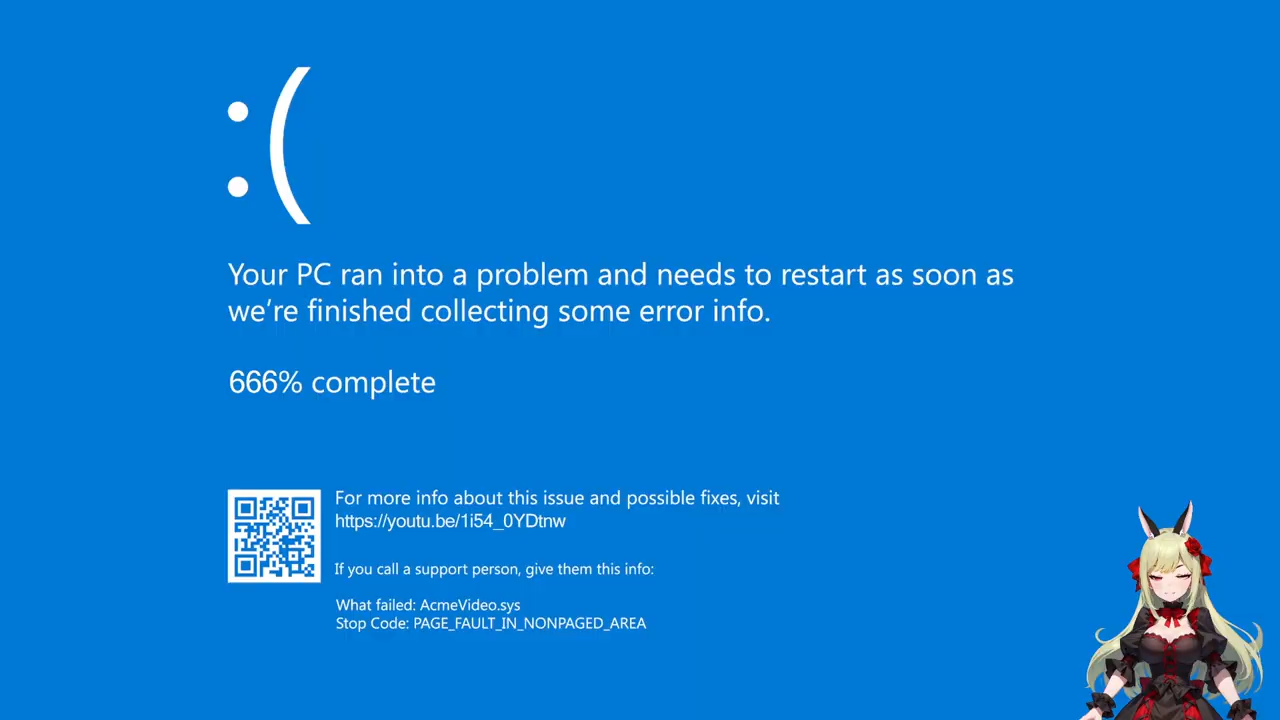 :(
Your PC ran into a problem and needs to restart as soon as
we’re finished collecting some error info.
666% complete
For more info about this issue and possible fixes, visit
https://youtu.be/1i54_0YDtnw
If you call a support person, give them this info:
What failed: AcmeVideo.sys
Stop Code: PAGE_FAULT_IN_NONPAGED_AREA